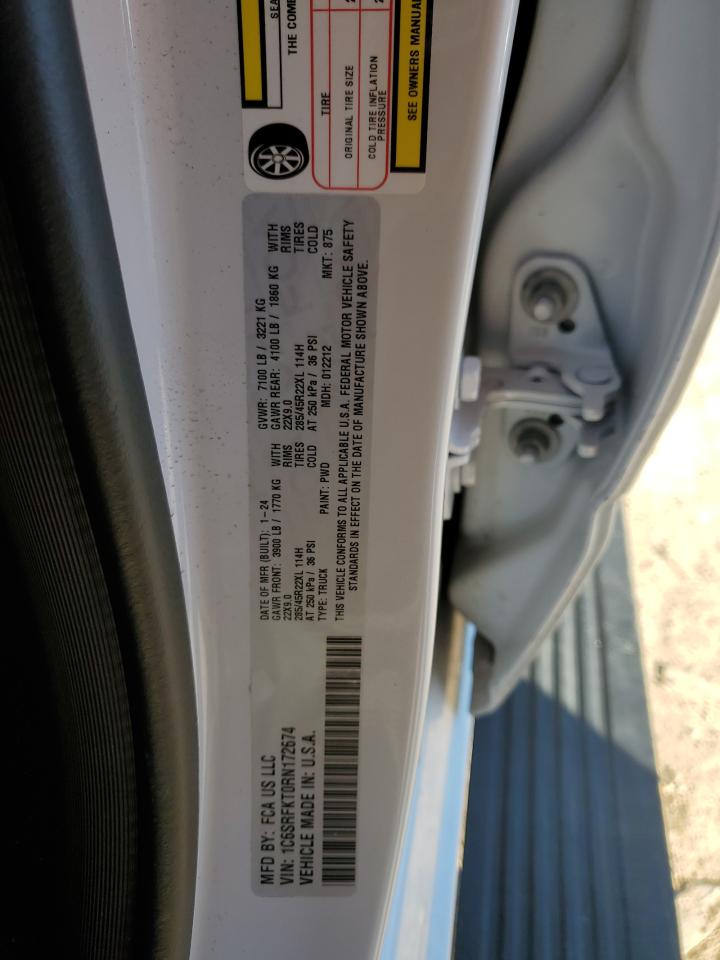 MFD BY: FCA US LLC
VIN: 1C6SRFKT0RN172674
VEHICLE MADE IN: U.S.A.
DATE OF MFR (BUILT): 1-24
GAWR FRONT: 3900 LB / 1770 KG WITH
22X9.0 RIMS
285/45R22XL 114H TIRES
AT 250 kPa / 36 PSI COLD
TYPE: TRUCK PAINT: PWD
GVWR: 7100 LB / 3221 KG
GAWR REAR: 4100 LB / 1860 KG WITH
22X9.0 RIMS
285/45R22XL 114H TIRES
AT 250 kPa / 36 PSI COLD
MDH: 012212 MKT: 875
THIS VEHICLE CONFORMS TO ALL APPLICABLE U.S.A. FEDERAL MOTOR VEHICLE SAFETY
STANDARDS IN EFFECT ON THE DATE OF MANUFACTURE SHOWN ABOVE.
SEA
THE COMB
TIRE
ORIGINAL TIRE SIZE 2
COLD TIRE INFLATION
PRESSURE 2
SEE OWNERS MANUAL